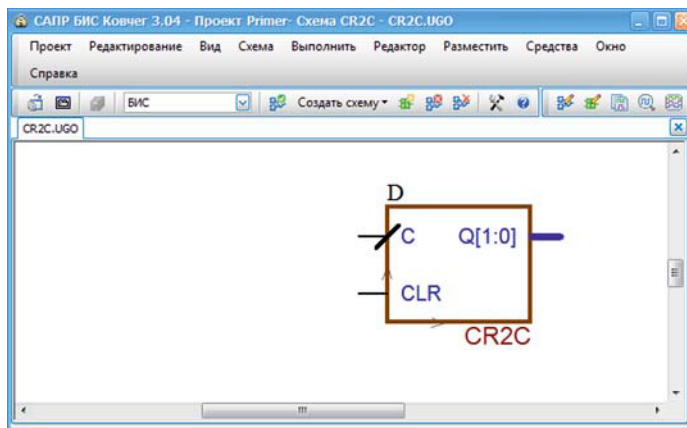 САПР БИС Ковчег 3.04 - Проект Primer- Схема CR2C - CR2C.UGO
Проект Редактирование Вид Схема Выполнить Редактор Разместить Средства Окно
Справка
БИС Создать схему
CR2C.UGO
D
C Q[1:0]
CLR
CR2C